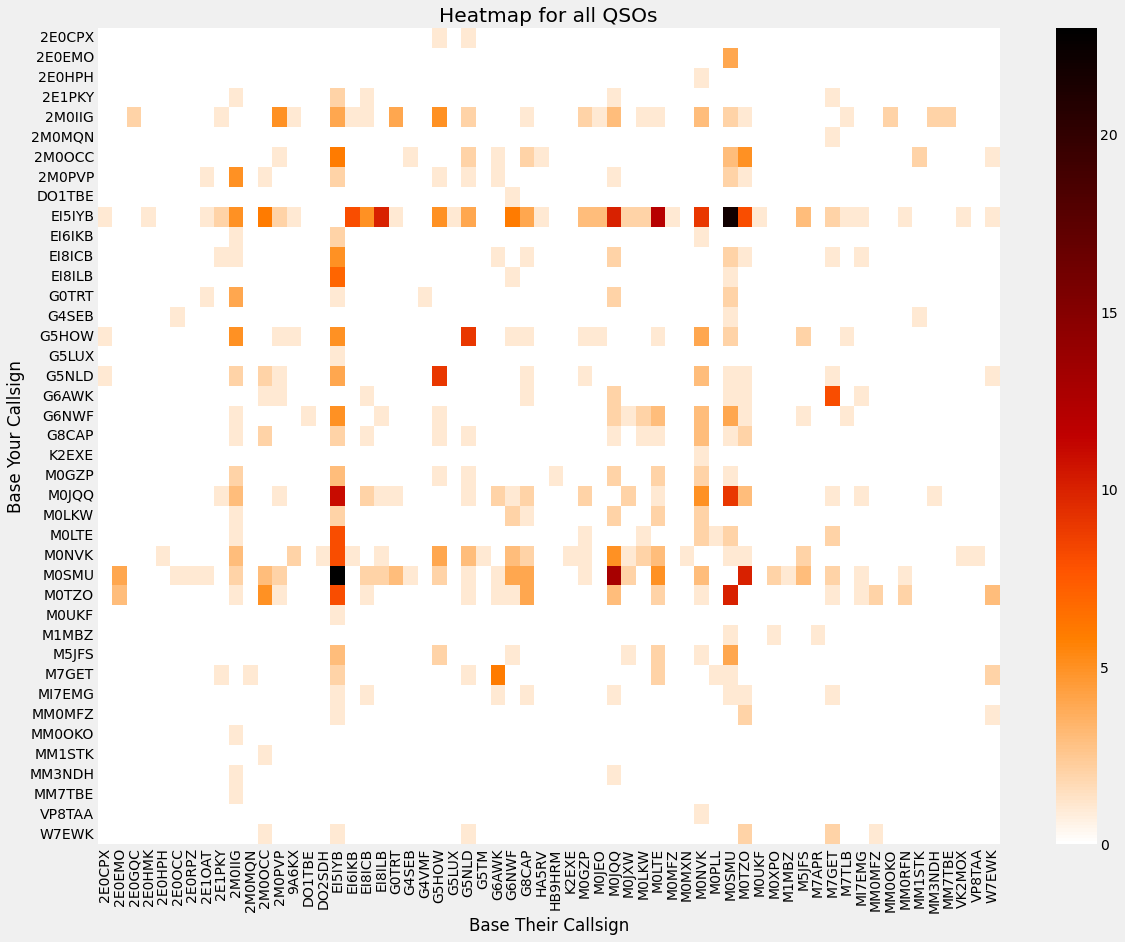 Heatmap for all QSOs
Base Your Callsign
2E0CPX
2E0EMO
2E0HPH
2E1PKY
2M0IIG
2M0MQN
2M0OCC
2M0PVP
DO1TBE
EI5IYB
EI6IKB
EI8ICB
EI8ILB
G0TRT
G4SEB
G5HOW
G5LUX
G5NLD
G6AWK
G6NWF
G8CAP
K2EXE
M0GZP
M0JQQ
M0LKW
M0LTE
M0NVK
M0SMU
M0TZO
M0UKF
M1MBZ
M5JFS
M7GET
MI7EMG
MM0MFZ
MM0OKO
MM1STK
MM3NDH
MM7TBE
VP8TAA
W7EWK
2E0CPX
2E0EMO
2E0GQC
2E0HMK
2E0HPH
2E0OCC
2E0RPZ
2E1OAT
2E1PKY
2M0IIG
2M0MQN
2M0OCC
2M0PVP
9A6KX
DO1TBE
DO2SDH
EI5IYB
EI6IKB
EI8ICB
EI8ILB
G0TRT
G4SEB
G4VMF
G5HOW
G5LUX
G5NLD
G5TM
G6AWK
G6NWF
G8CAP
HA5RV
HB9HRM
K2EXE
M0GZP
M0JEO
M0JQQ
M0JXW
M0LKW
M0LTE
M0MFZ
M0MXN
M0NVK
M0PLL
M0SMU
M0TZO
M0UKF
M0XPO
M1MBZ
M5JFS
M7APR
M7GET
M7TLB
MI7EMG
MM0MFZ
MM0OKO
MM0RFN
MM1STK
MM3NDH
MM7TBE
VK2MOX
VP8TAA
W7EWK
Base Their Callsign
20
15
10
5
0